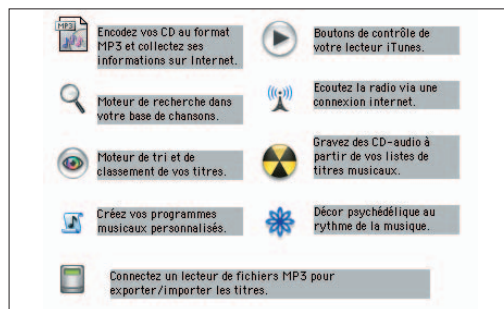 MP3
Encodez vos CD au format
MP3 et collectez ses
informations sur Internet.
Boutons de contrôle de
votre lecteur iTunes.
Moteur de recherche dans
votre base de chansons.
Ecoutez la radio via une
connexion internet.
Moteur de tri et de
classement de vos titres.
Gravez des CD-audio à
partir de vos listes de
titres musicaux.
Créez vos programmes
musicaux personnalisés.
Décor psychédélique au
rythme de la musique.
Connectez un lecteur de fichiers MP3 pour
exporter/importer les titres.